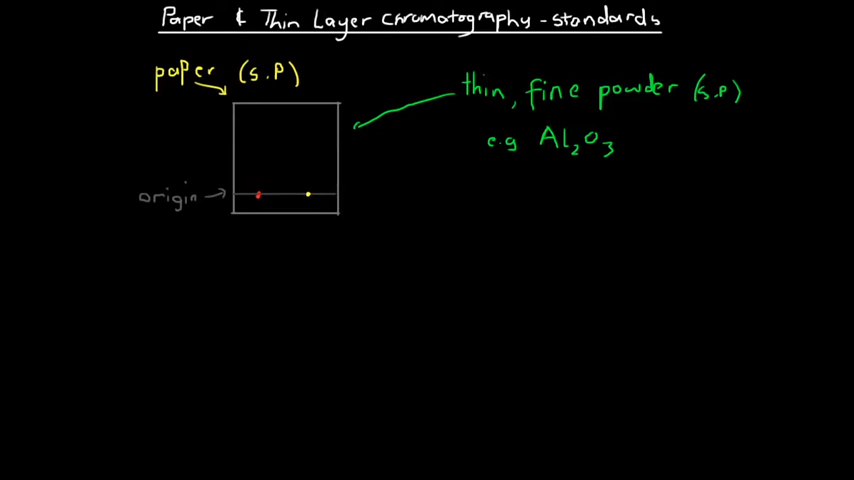 Paper & Thin Layer Chromatography - standards
paper (s.p)
thin, fine powder (s.p)
e.g Al₂O₃
origin